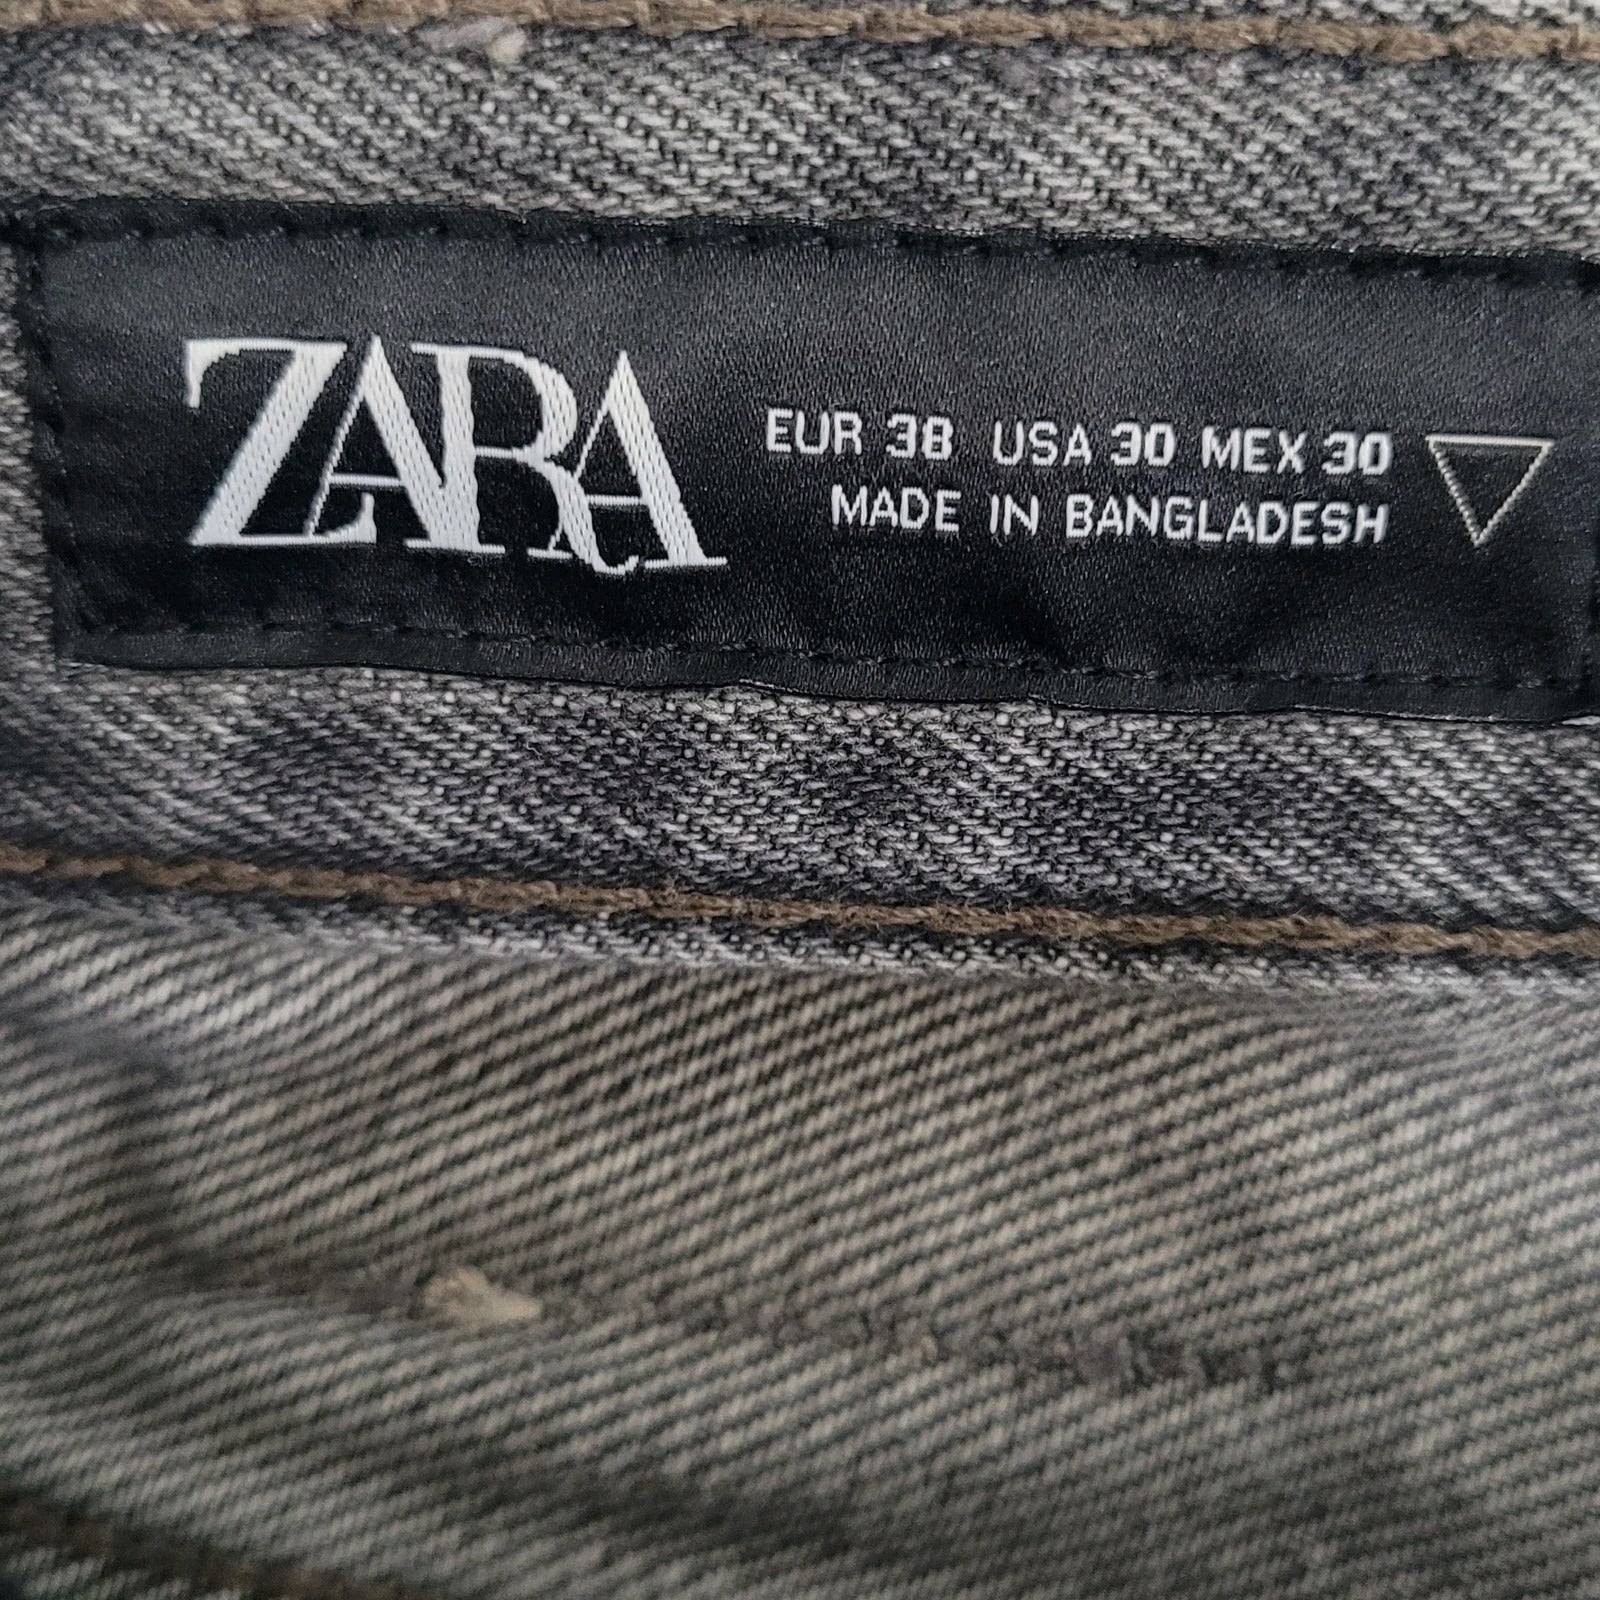 ZARA
EUR 38 USA 30 MEX 30
MADE IN BANGLADESH